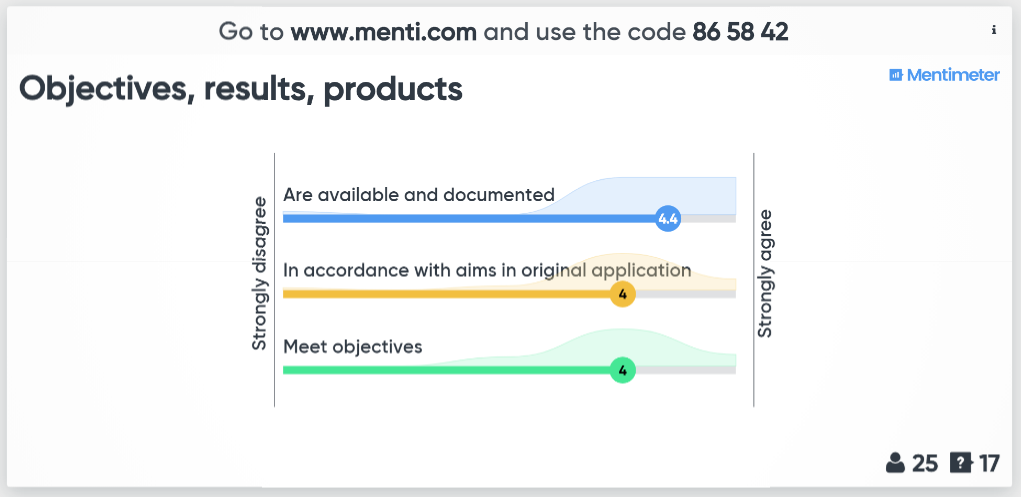 Go to www.menti.com and use the code 86 58 42
i
Mentimeter
Objectives, results, products
Strongly disagree
Are available and documented
4.4
In accordance with aims in original application
4
Meet objectives
4
Strongly agree
25 ? 17